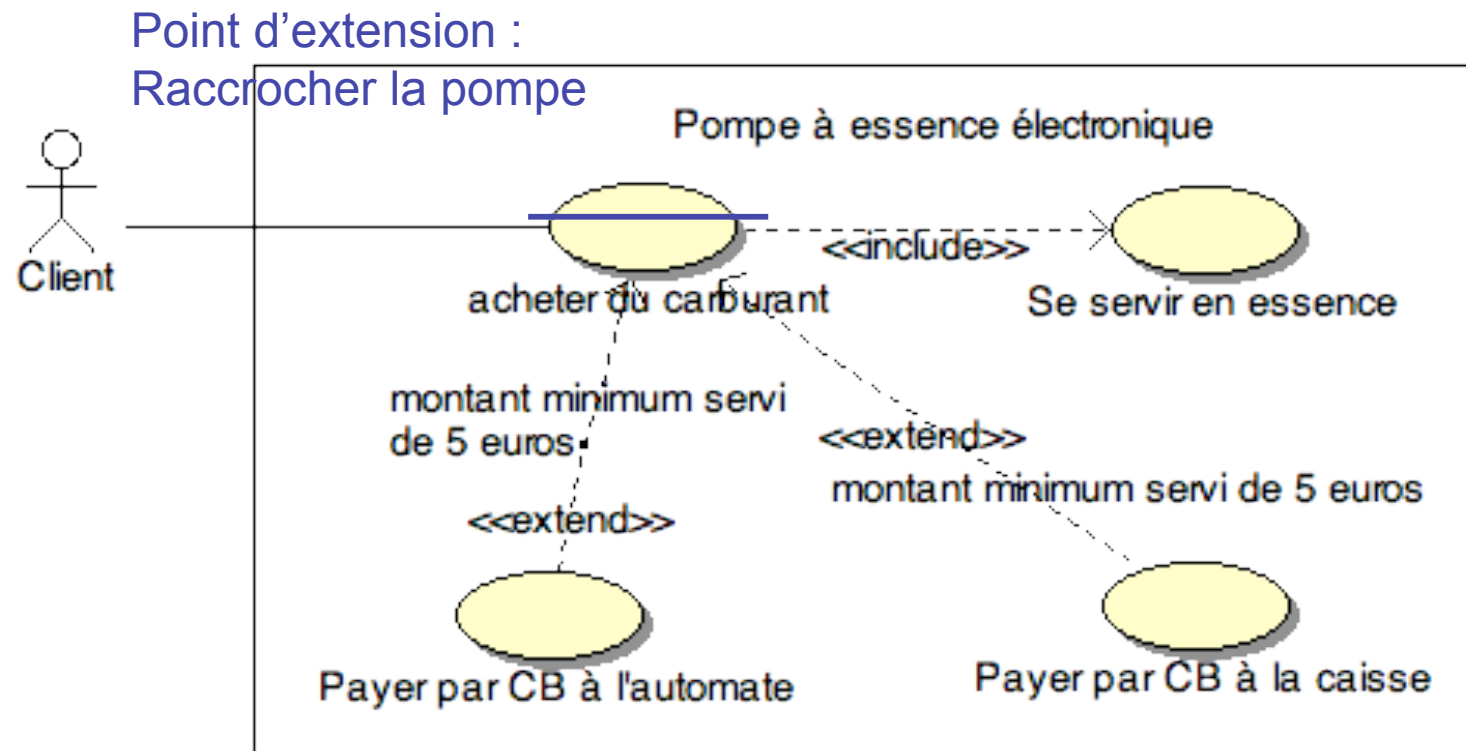 Point d’extension :
Raccrocher la pompe
Pompe à essence électronique
Client
<<include>>
acheter du carburant
Se servir en essence
montant minimum servi
de 5 euros
<<extend>>
montant minimum servi de 5 euros
<<extend>>
Payer par CB à l'automate
Payer par CB à la caisse